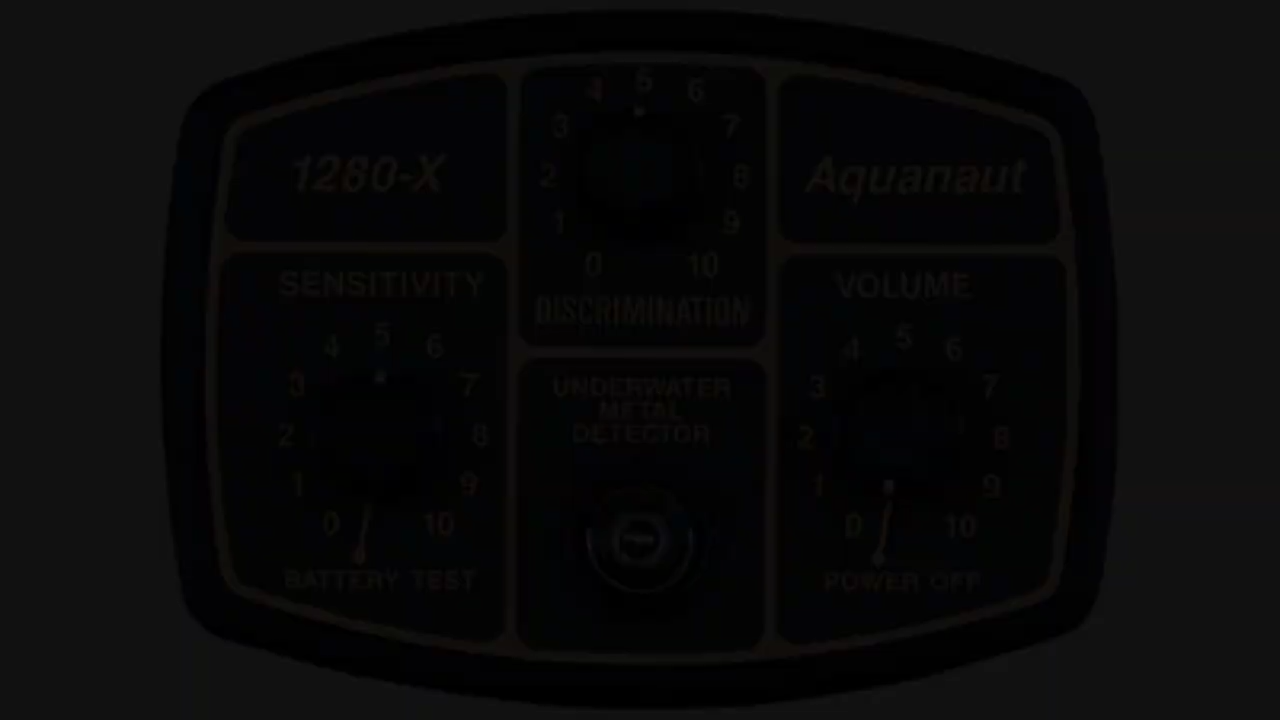 1280-X
Aquanaut
4 5 6
3 7
2 8
1 9
0 10
DISCRIMINATION
SENSITIVITY
4 5 6
3 7
2 8
1 9
0 10
BATTERY TEST
UNDERWATER
METAL
DETECTOR
VOLUME
4 5 6
3 7
2 8
1 9
0 10
POWER OFF